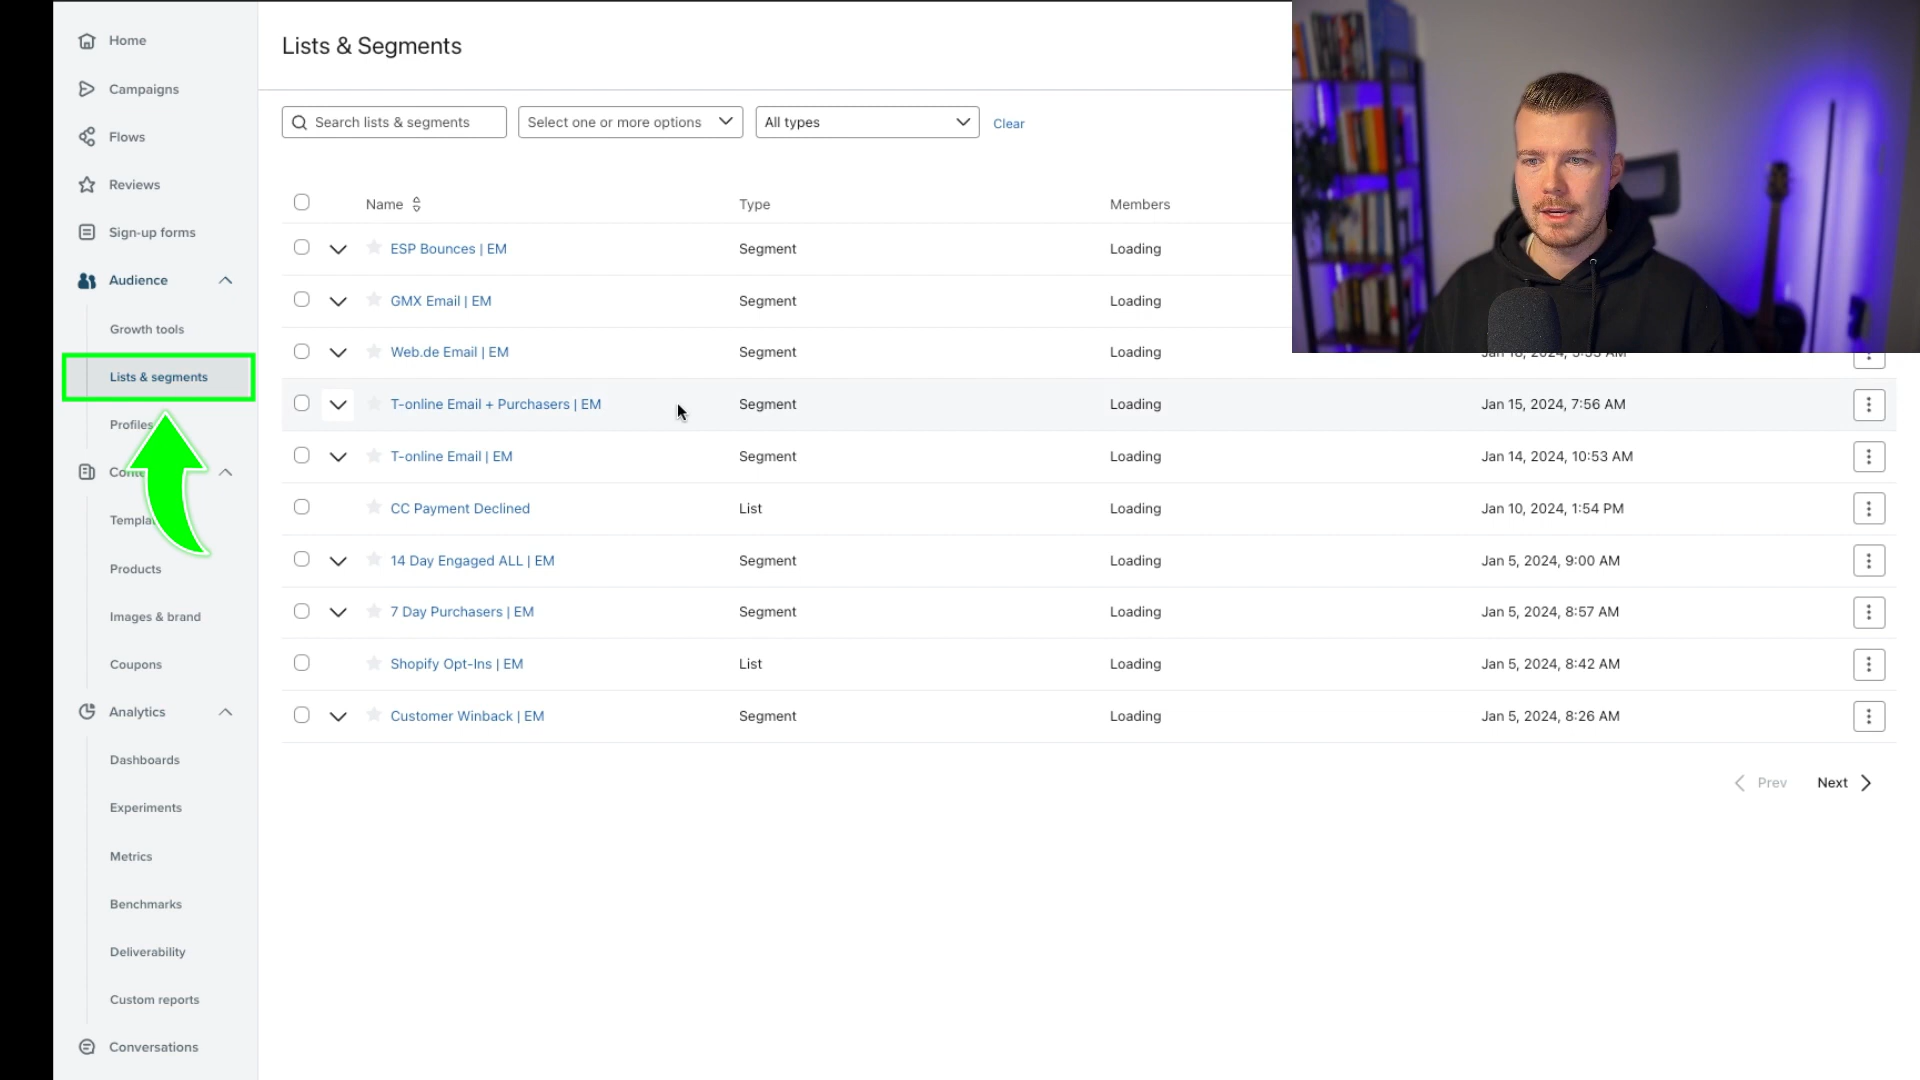 Home
Campaigns
Flows
Reviews
Sign-up forms
Audience
Growth tools
Lists & segments
Profiles
Products
Images & brand
Coupons
Analytics
Dashboards
Experiments
Metrics
Benchmarks
Deliverability
Custom reports
Conversations
Lists & Segments
Search lists & segments
Select one or more options
All types
Clear
Name Type Members
ESP Bounces | EM Segment Loading
GMX Email | EM Segment Loading
Web.de Email | EM Segment Loading
T-online Email + Purchasers | EM Segment Loading Jan 15, 2024, 7:56 AM
T-online Email | EM Segment Loading Jan 14, 2024, 10:53 AM
CC Payment Declined List Loading Jan 10, 2024, 1:54 PM
14 Day Engaged ALL | EM Segment Loading Jan 5, 2024, 9:00 AM
7 Day Purchasers | EM Segment Loading Jan 5, 2024, 8:57 AM
Shopify Opt-Ins | EM List Loading Jan 5, 2024, 8:42 AM
Customer Winback | EM Segment Loading Jan 5, 2024, 8:26 AM
Prev Next